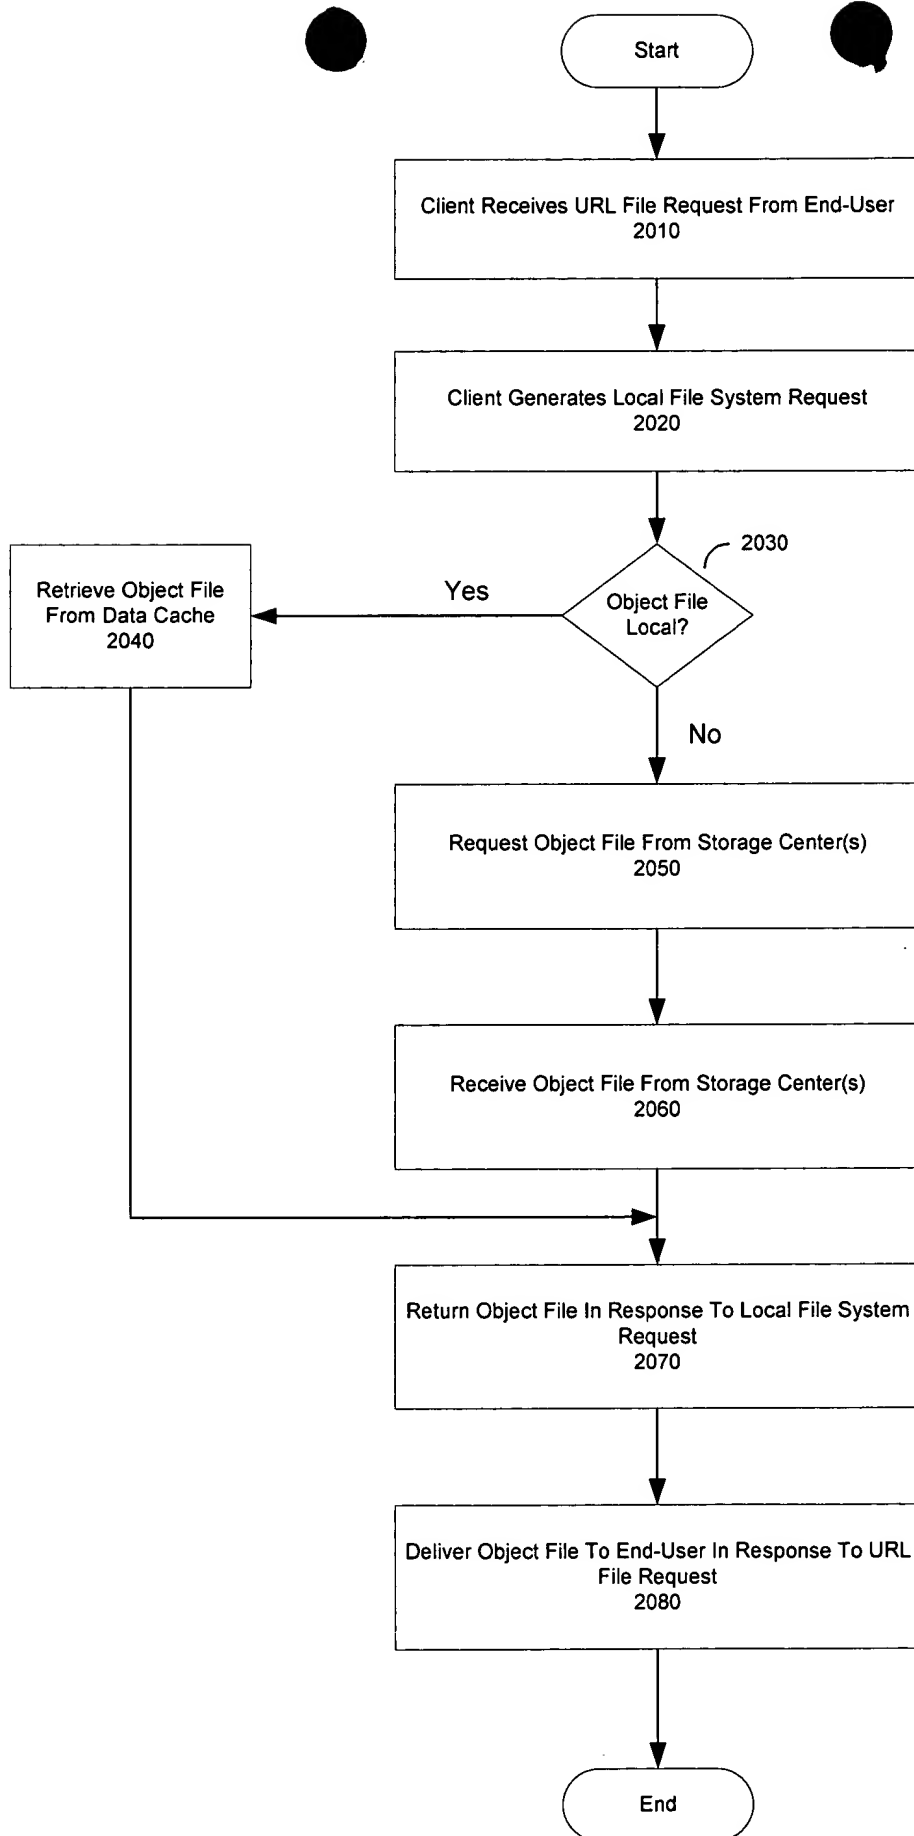 Start
Client Receives URL File Request From End-User
2010
Client Generates Local File System Request
2020
2030
Object File
Local?
Yes
Retrieve Object File
From Data Cache
2040
No
Request Object File From Storage Center(s)
2050
Receive Object File From Storage Center(s)
2060
Return Object File In Response To Local File System
Request
2070
Deliver Object File To End-User In Response To URL
File Request
2080
End